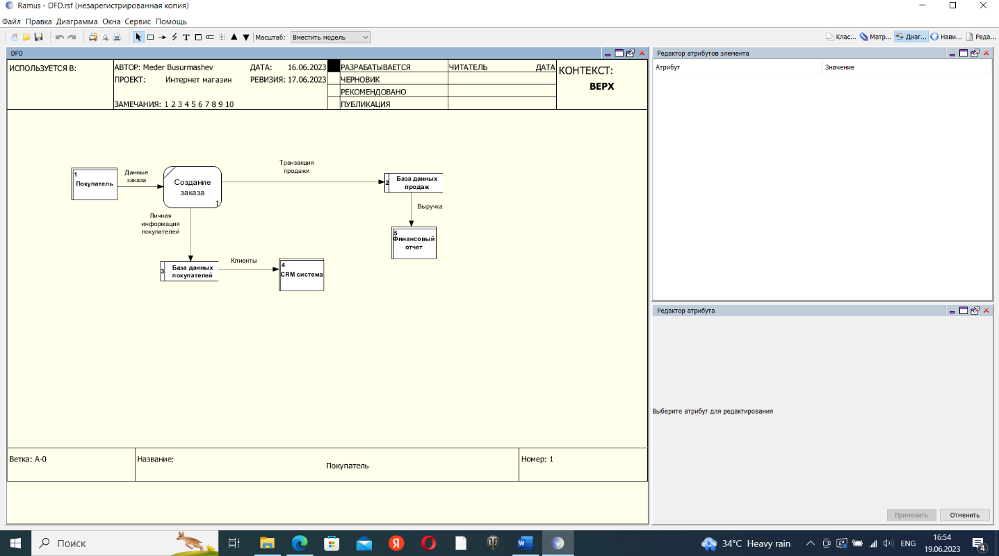 Ramus - DFD.rsf (незарегистрированная копия)
Файл Правка Диаграмма Окна Сервис Помощь
Масштаб: Вместить модель
Клас... Матр... Диаг... Нави... Реда...
DFD
ИСПОЛЬЗУЕТСЯ В:
АВТОР: Meder Busurmashev ДАТА: 16.06.2023
ПРОЕКТ: Интернет магазин РЕВИЗИЯ: 17.06.2023
ЗАМЕЧАНИЯ: 1 2 3 4 5 6 7 8 9 10
РАЗРАБАТЫВАЕТСЯ
ЧЕРНОВИК
РЕКОМЕНДОВАНО
ПУБЛИКАЦИЯ
ЧИТАТЕЛЬ ДАТА
КОНТЕКСТ:
ВЕРХ
1
Покупатель
Данные
заказа
Создание
заказа
1
Транзакция
продажи
2
База данных
продаж
Выручка
5
Финансовый
отчет
Личная
информация
покупателей
3
База данных
покупателей
Клиенты
4
CRM система
Ветка: A-0
Название:
Покупатель
Номер: 1
Редактор атрибутов элемента
Атрибут Значение
Редактор атрибута
Выберите атрибут для редактирования
Применить Отменить
Поиск
34°C Heavy rain
ENG
16:54
19.06.2023
4